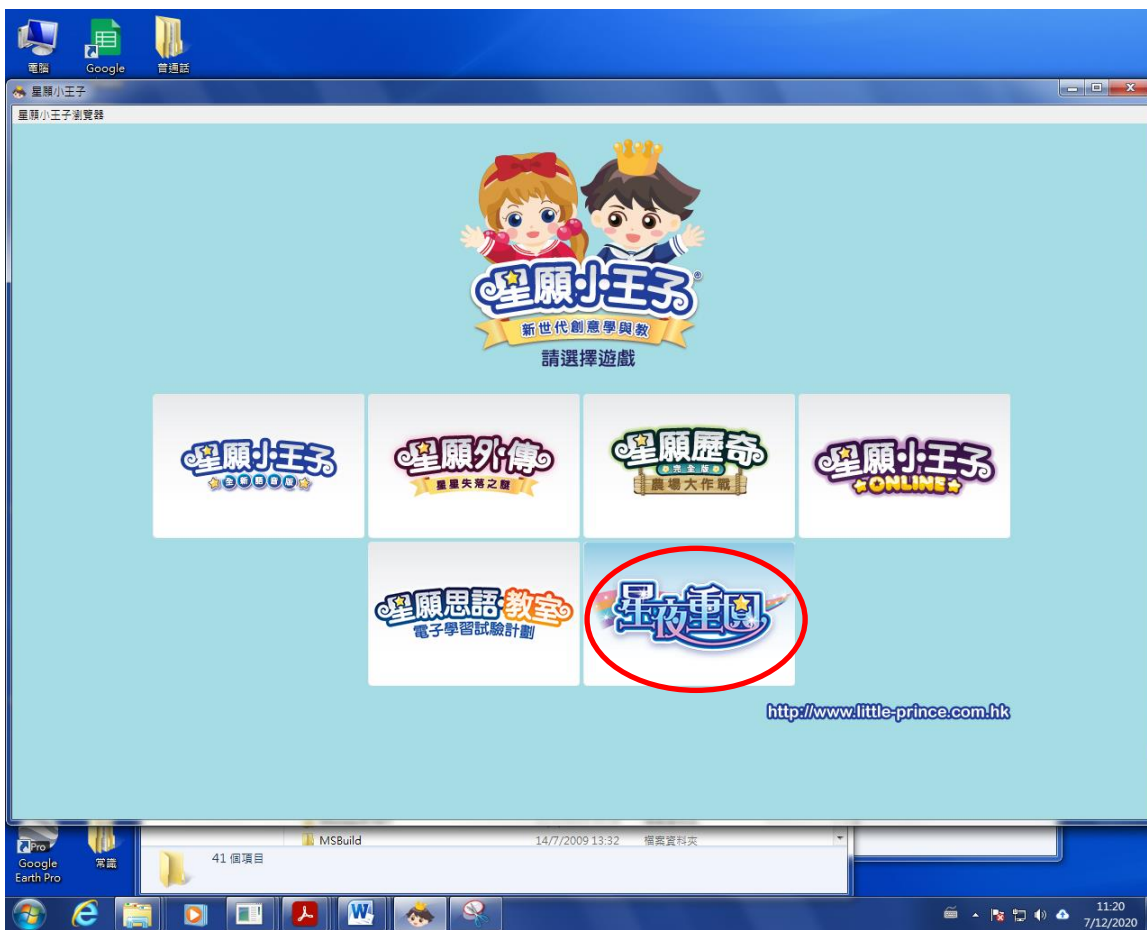 電腦
Google
普通話
星願小王子
星願小王子瀏覽器
星願小王子®
新世代創意學與教
請選擇遊戲
星願小王子
全新語音版
星願外傳
星星失落之謎
星願歷奇
完全版
農場大作戰
星願小王子
ONLINE
星願思語教室
電子學習試驗計劃
星夜重圓
http://www.little-prince.com.hk
MSBuild 14/7/2009 13:32 檔案資料夾
41 個項目
Pro
Google
Earth Pro
常識
11:20
7/12/2020